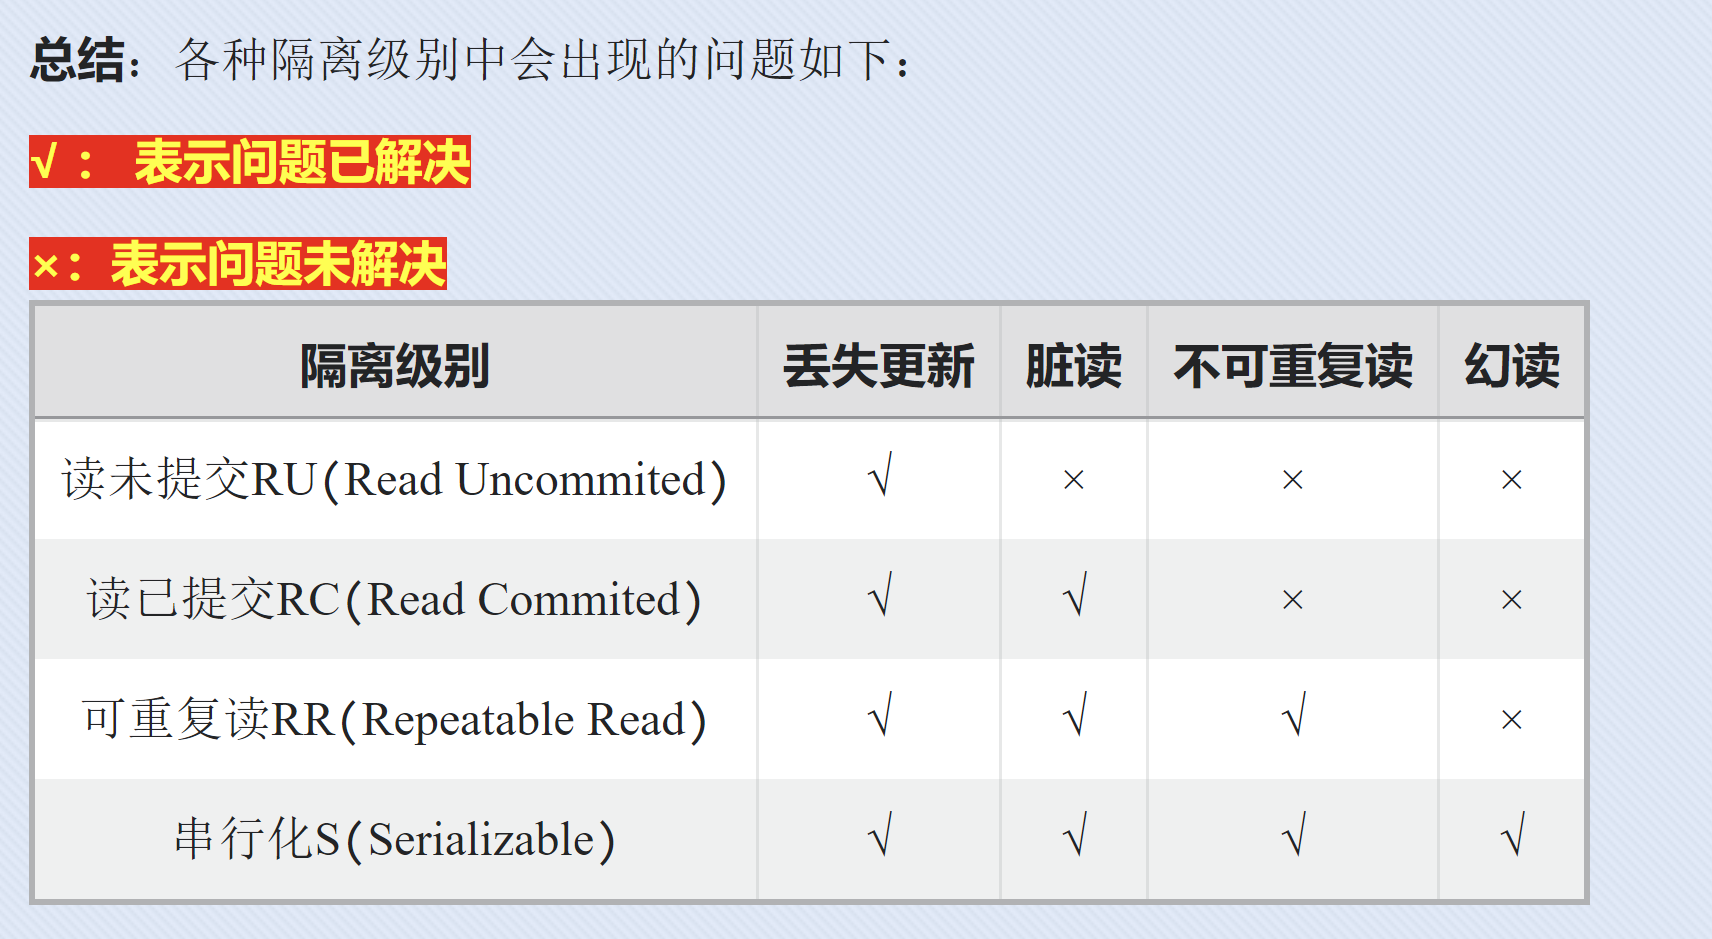 总结：各种隔离级别中会出现的问题如下：
√ ： 表示问题已解决
×：表示问题未解决
隔离级别 丢失更新 脏读 不可重复读 幻读
读未提交RU(Read Uncommited) √ × × ×
读已提交RC(Read Commited) √ √ × ×
可重复读RR(Repeatable Read) √ √ √ ×
串行化S(Serializable) √ √ √ √